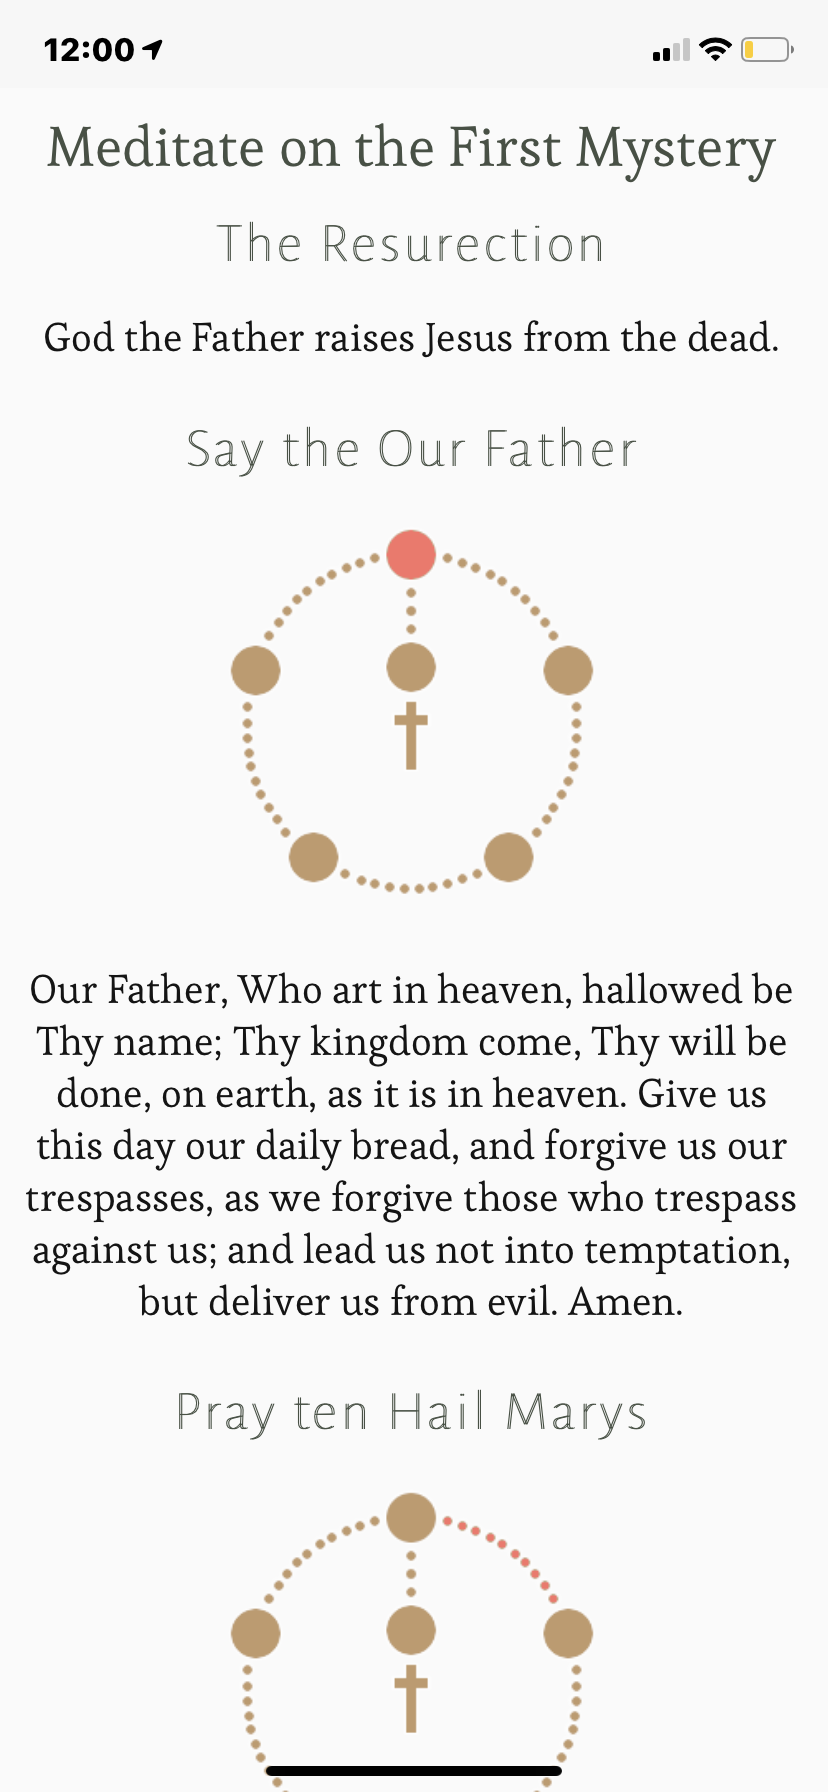 12:00
Meditate on the First Mystery
The Resurection
God the Father raises Jesus from the dead.
Say the Our Father
Our Father, Who art in heaven, hallowed be
Thy name; Thy kingdom come, Thy will be
done, on earth, as it is in heaven. Give us
this day our daily bread, and forgive us our
trespasses, as we forgive those who trespass
against us; and lead us not into temptation,
but deliver us from evil. Amen.
Pray ten Hail Marys